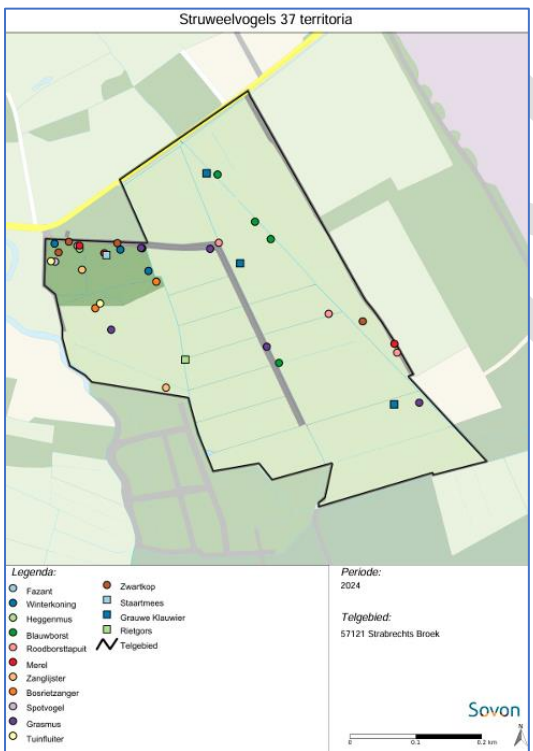 Struweelvogels 37 territoria
Legenda:
Fazant
Winterkoning
Heggenmus
Blauwborst
Roodborsttapuit
Merel
Zanglijster
Bosrietzanger
Spotvogel
Grasmus
Tuinfluiter
Zwartkop
Staartmees
Grauwe Klauwier
Rietgors
Telgebied
Periode:
2024
Telgebied:
57121 Strabrechts Broek
Sovon
N
0 0.1 0.2 km